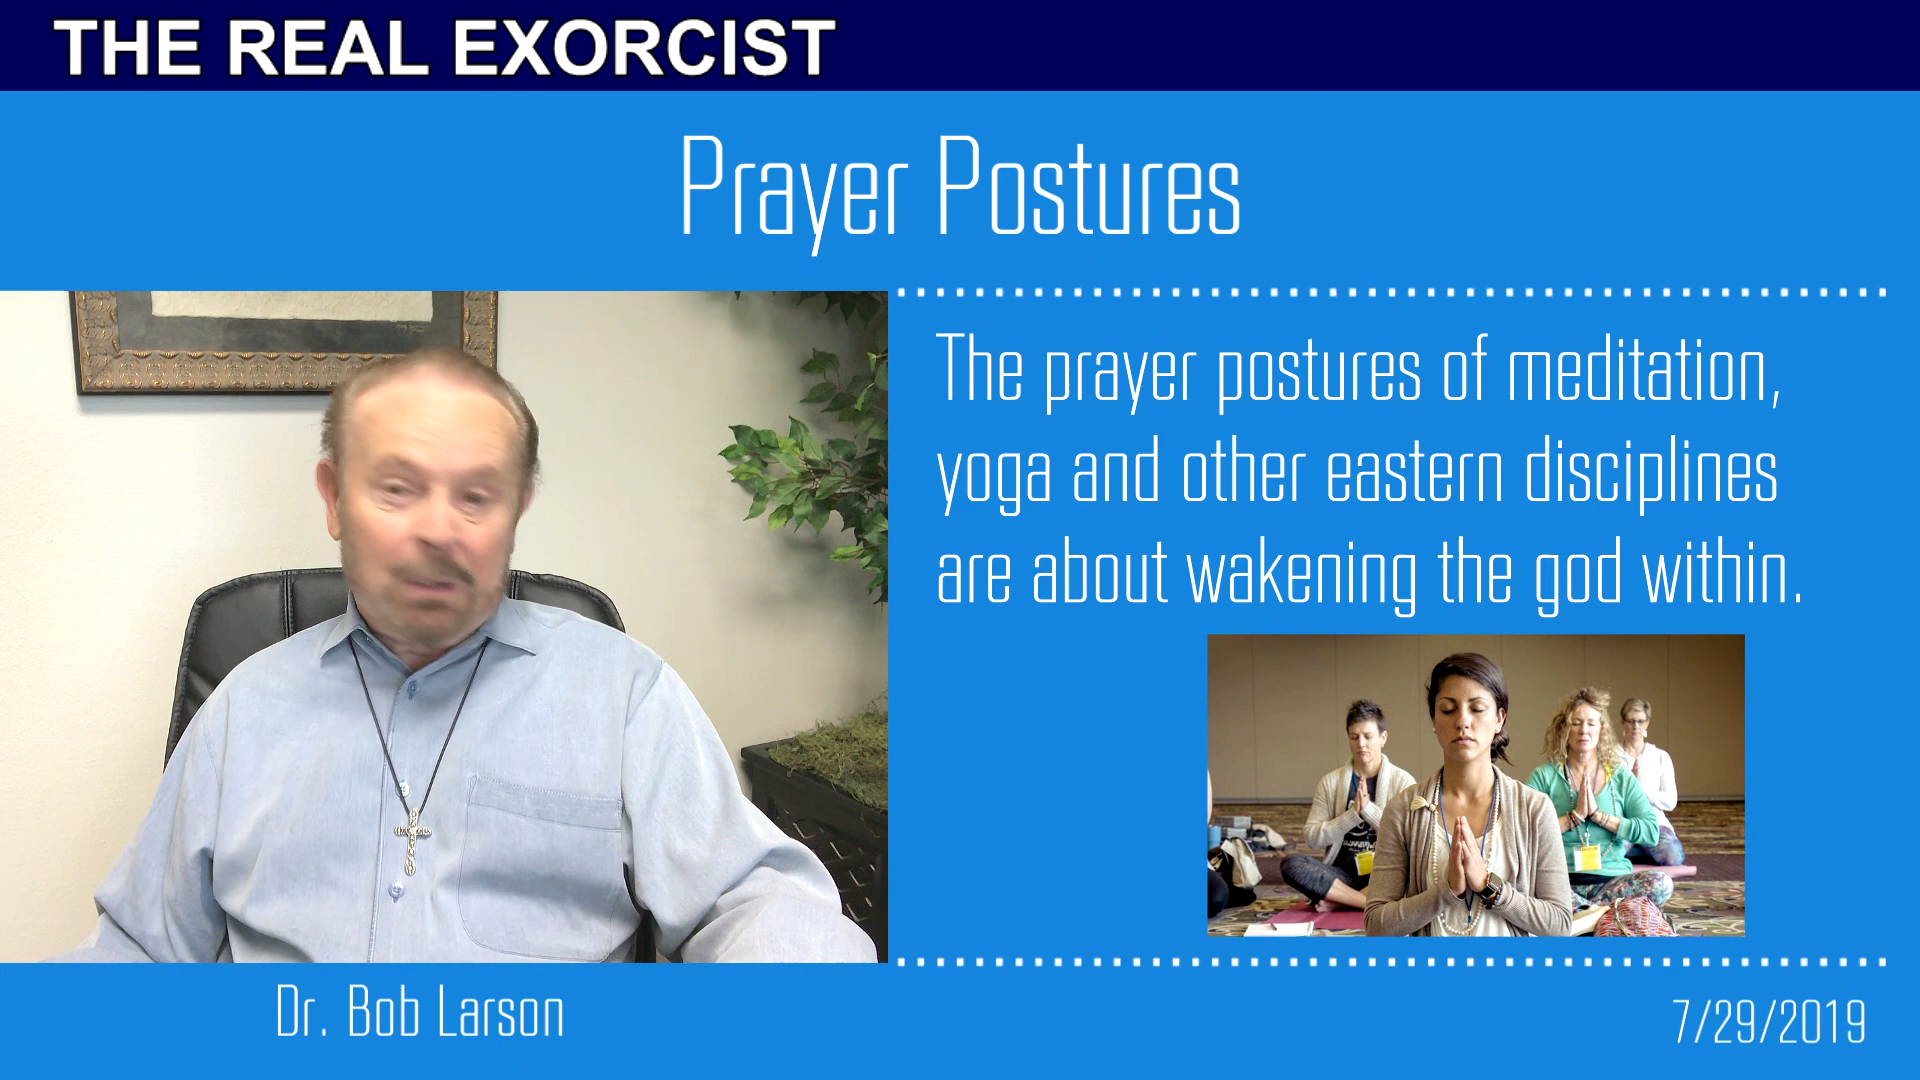 THE REAL EXORCIST
Prayer Postures
The prayer postures of meditation,
yoga and other eastern disciplines
are about wakening the god within.
Dr. Bob Larson
7/29/2019